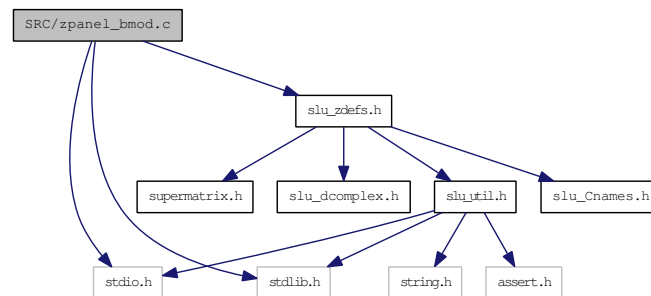 SRC/zpanel_bmod.c
slu_zdefs.h
supermatrix.h
slu_dcomplex.h
slu_util.h
slu_Cnames.h
stdio.h
stdlib.h
string.h
assert.h